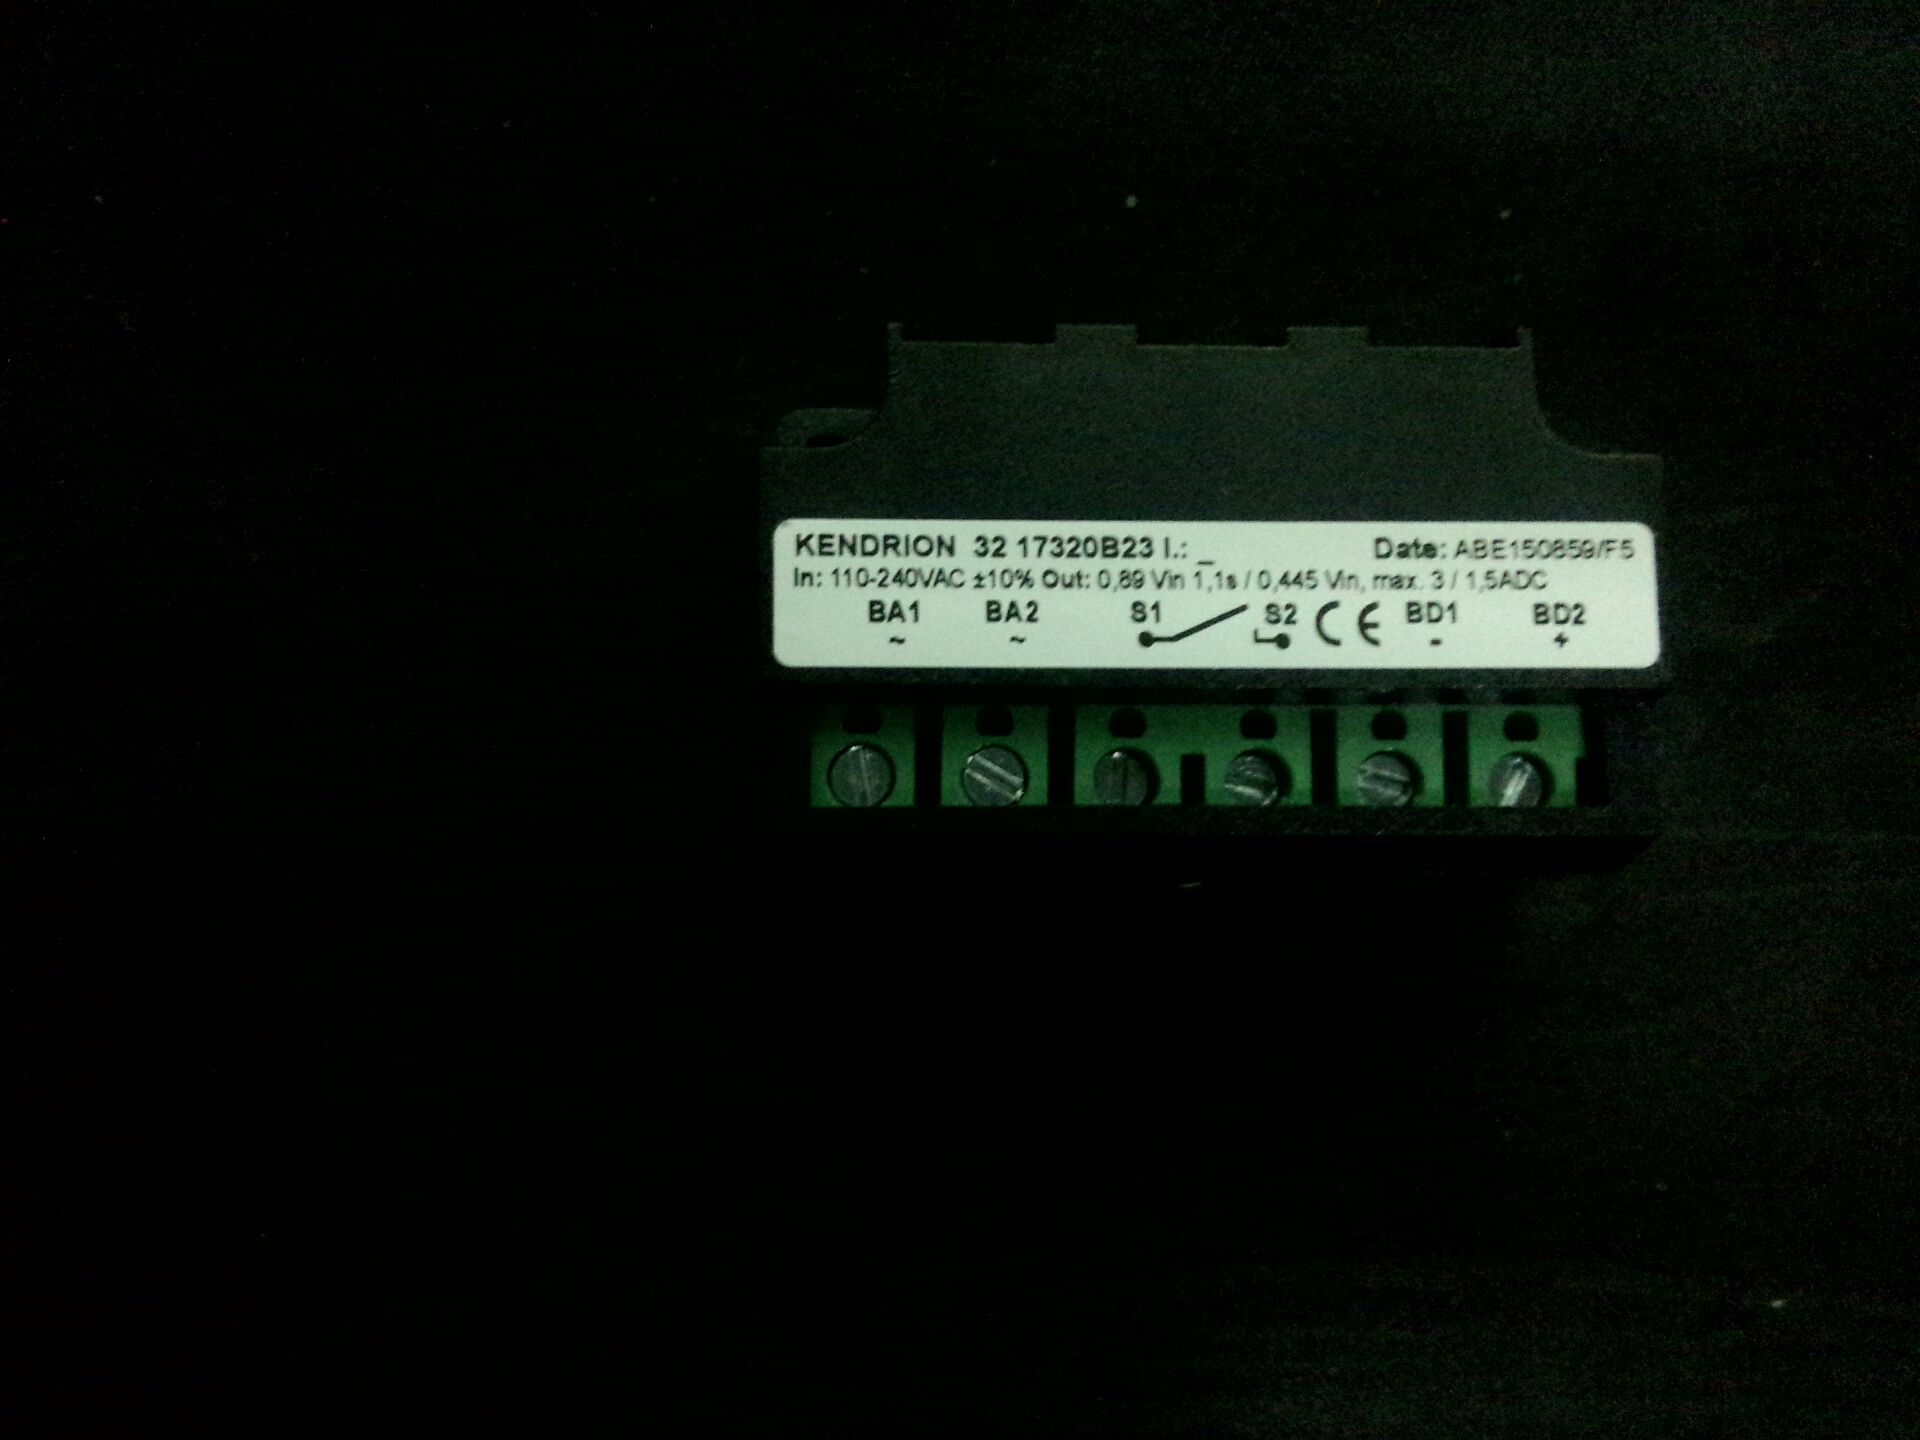 KENDRION 32 17320B23 I.: _ Date: ABE150859/F5
In: 110-240VAC ±10% Out: 0,89 Vin 1,1s / 0,445 Vin, max. 3 / 1,5ADC
BA1 BA2 S1 S2 CE BD1 BD2
~ ~ - +